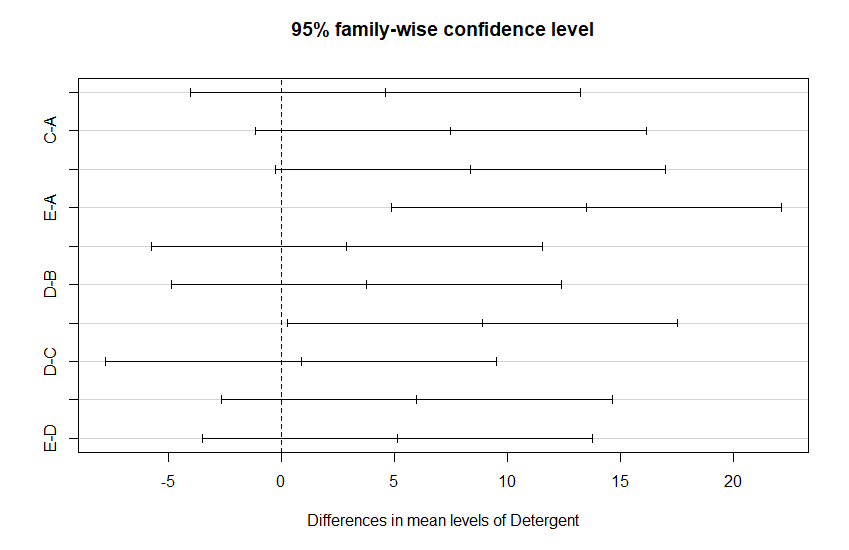 95% family-wise confidence level
C-A
E-A
D-B
D-C
E-D
-5 0 5 10 15 20
Differences in mean levels of Detergent